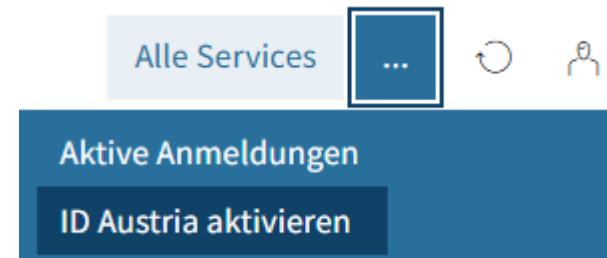 Alle Services ...
Aktive Anmeldungen
ID Austria aktivieren